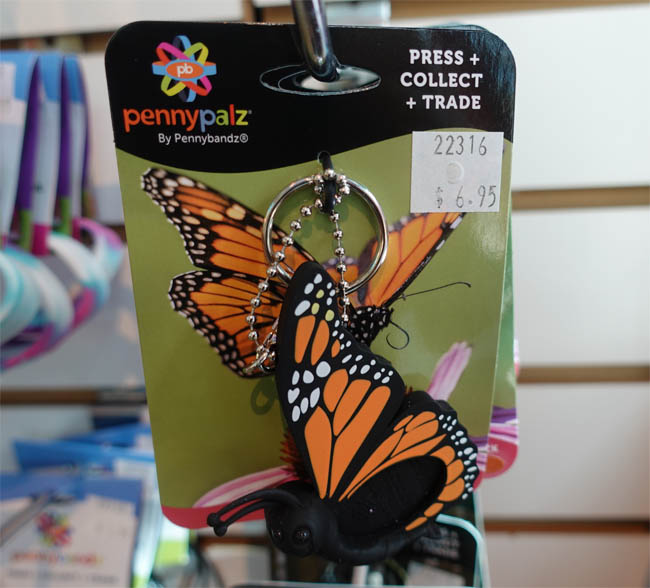 pb
pennypalz
By Pennybandz®
PRESS +
COLLECT
+ TRADE
22316
$ 6.95